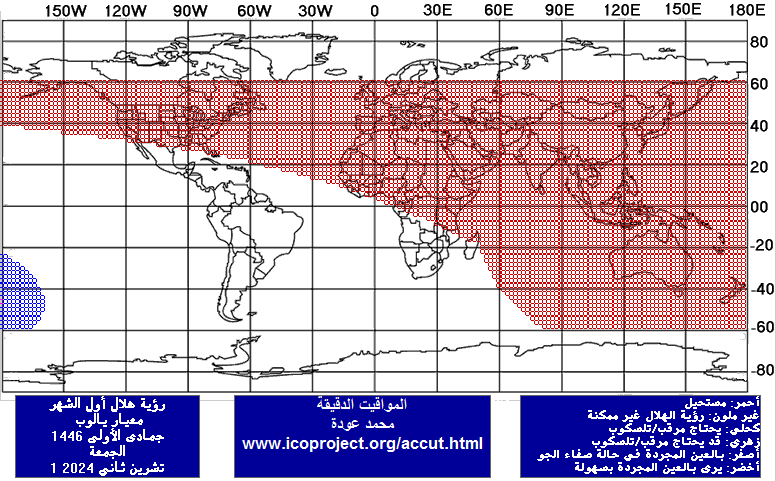 150W 120W 90W 60W 30W 0 30E 60E 90E 120E 150E 180E
80
60
40
20
00
-20
-40
-60
-80
رؤية هلال أول الشهر
معيار يالوب
جمادى الأولى 1446
الجمعة
1 تشرين ثاني 2024
المواقيت الدقيقة
محمد عودة
www.icoproject.org/accut.html
أحمر: مستحيل
غير ملون: رؤية الهلال غير ممكنة
كحلي: يحتاج مرقب/تلسكوب
زهري: قد يحتاج مرقب/تلسكوب
أصفر: بالعين المجردة في حالة صفاء الجو
أخضر: يرى بالعين المجردة بسهولة